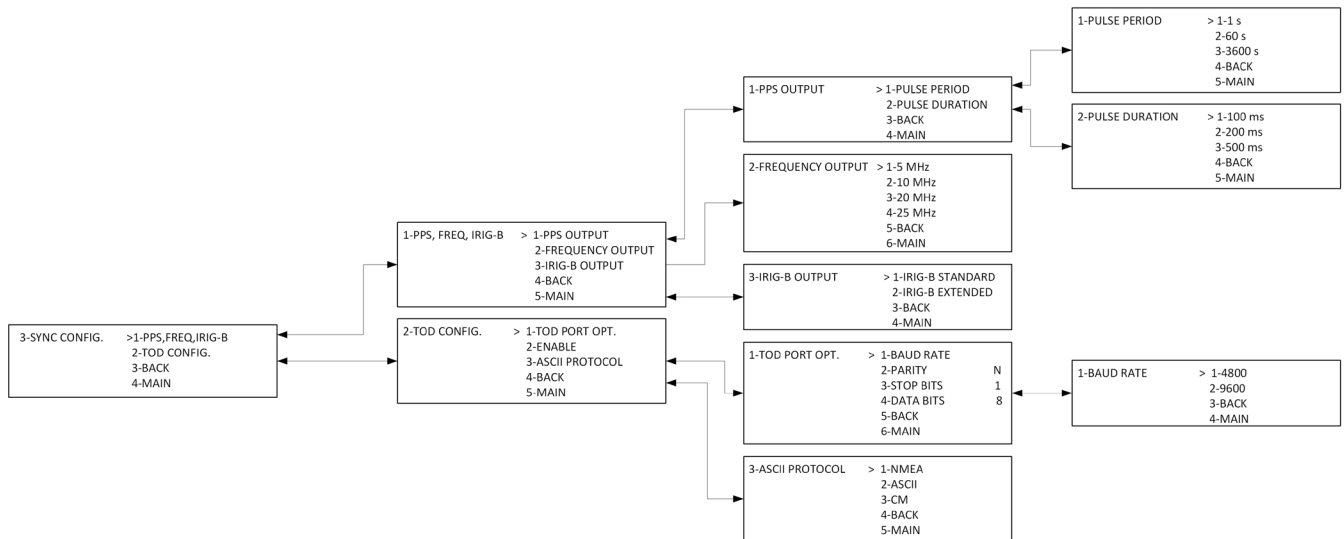 1-PULSE PERIOD > 1-1 s
2-60 s
3-3600 s
4-BACK
5-MAIN
1-PPS OUTPUT > 1-PULSE PERIOD
2-PULSE DURATION
3-BACK
4-MAIN
2-PULSE DURATION > 1-100 ms
2-200 ms
3-500 ms
4-BACK
5-MAIN
2-FREQUENCY OUTPUT > 1-5 MHz
2-10 MHz
3-20 MHz
4-25 MHz
5-BACK
6-MAIN
1-PPS, FREQ, IRIG-B > 1-PPS OUTPUT
2-FREQUENCY OUTPUT
3-IRIG-B OUTPUT
4-BACK
5-MAIN
3-IRIG-B OUTPUT > 1-IRIG-B STANDARD
2-IRIG-B EXTENDED
3-BACK
4-MAIN
3-SYNC CONFIG. >1-PPS,FREQ,IRIG-B
2-TOD CONFIG.
3-BACK
4-MAIN
2-TOD CONFIG. > 1-TOD PORT OPT.
2-ENABLE
3-ASCII PROTOCOL
4-BACK
5-MAIN
1-TOD PORT OPT. > 1-BAUD RATE
2-PARITY N
3-STOP BITS 1
4-DATA BITS 8
5-BACK
6-MAIN
1-BAUD RATE > 1-4800
2-9600
3-BACK
4-MAIN
3-ASCII PROTOCOL > 1-NMEA
2-ASCII
3-CM
4-BACK
5-MAIN